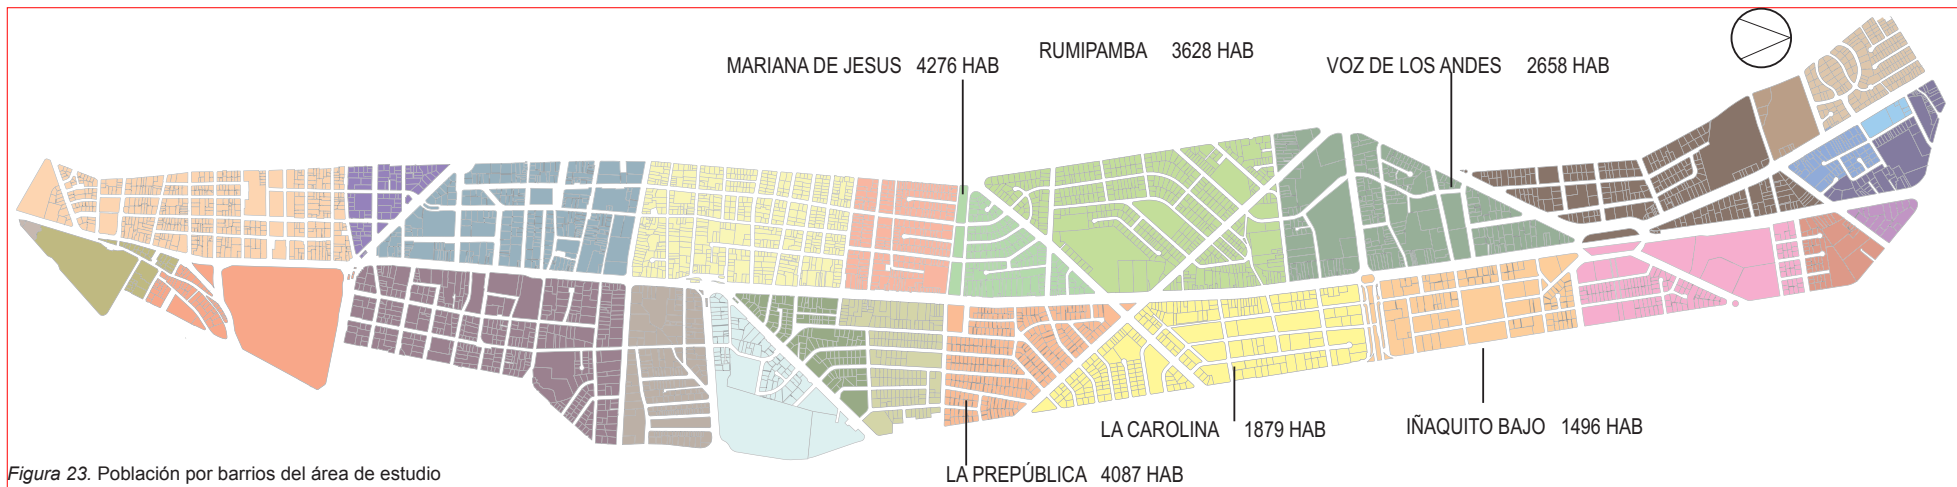 RUMIPAMBA 3628 HAB
MARIANA DE JESUS 4276 HAB
VOZ DE LOS ANDES 2658 HAB
LA CAROLINA 1879 HAB
IÑAQUITO BAJO 1496 HAB
LA PREPÚBLICA 4087 HAB
Figura 23. Población por barrios del área de estudio